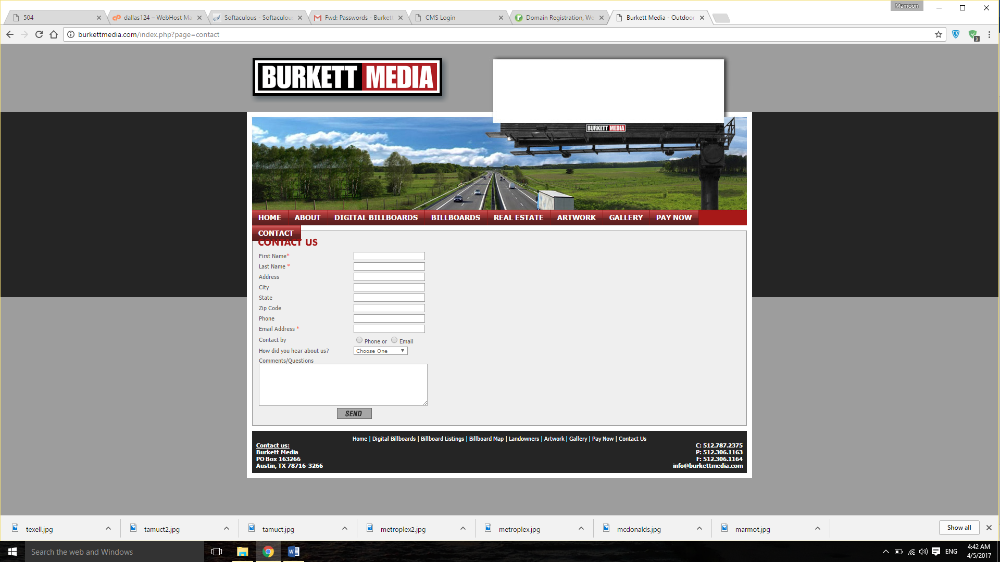 Mamoon
504
dallas124 – WebHost Ma
Softaculous - Softaculou
Fwd: Passwords - Burkett
CMS Login
Domain Registration, We
Burkett Media - Outdoor
burkettmedia.com/index.php?page=contact
3
BURKETT MEDIA
BURKETT MEDIA
HOME ABOUT DIGITAL BILLBOARDS BILLBOARDS REAL ESTATE ARTWORK GALLERY PAY NOW
CONTACT
CONTACT US
First Name*
Last Name *
Address
City
State
Zip Code
Phone
Email Address *
Contact by Phone or Email
How did you hear about us? Choose One
Comments/Questions
SEND
Home | Digital Billboards | Billboard Listings | Billboard Map | Landowners | Artwork | Gallery | Pay Now | Contact Us
Contact us:
Burkett Media
PO Box 163266
Austin, TX 78716-3266
C: 512.787.2375
P: 512.306.1163
F: 512.306.1164
info@burkettmedia.com
texell.jpg
tamuct2.jpg
tamuct.jpg
metroplex2.jpg
metroplex.jpg
mcdonalds.jpg
marmot.jpg
Show all
Search the web and Windows
ENG
4:42 AM
4/5/2017